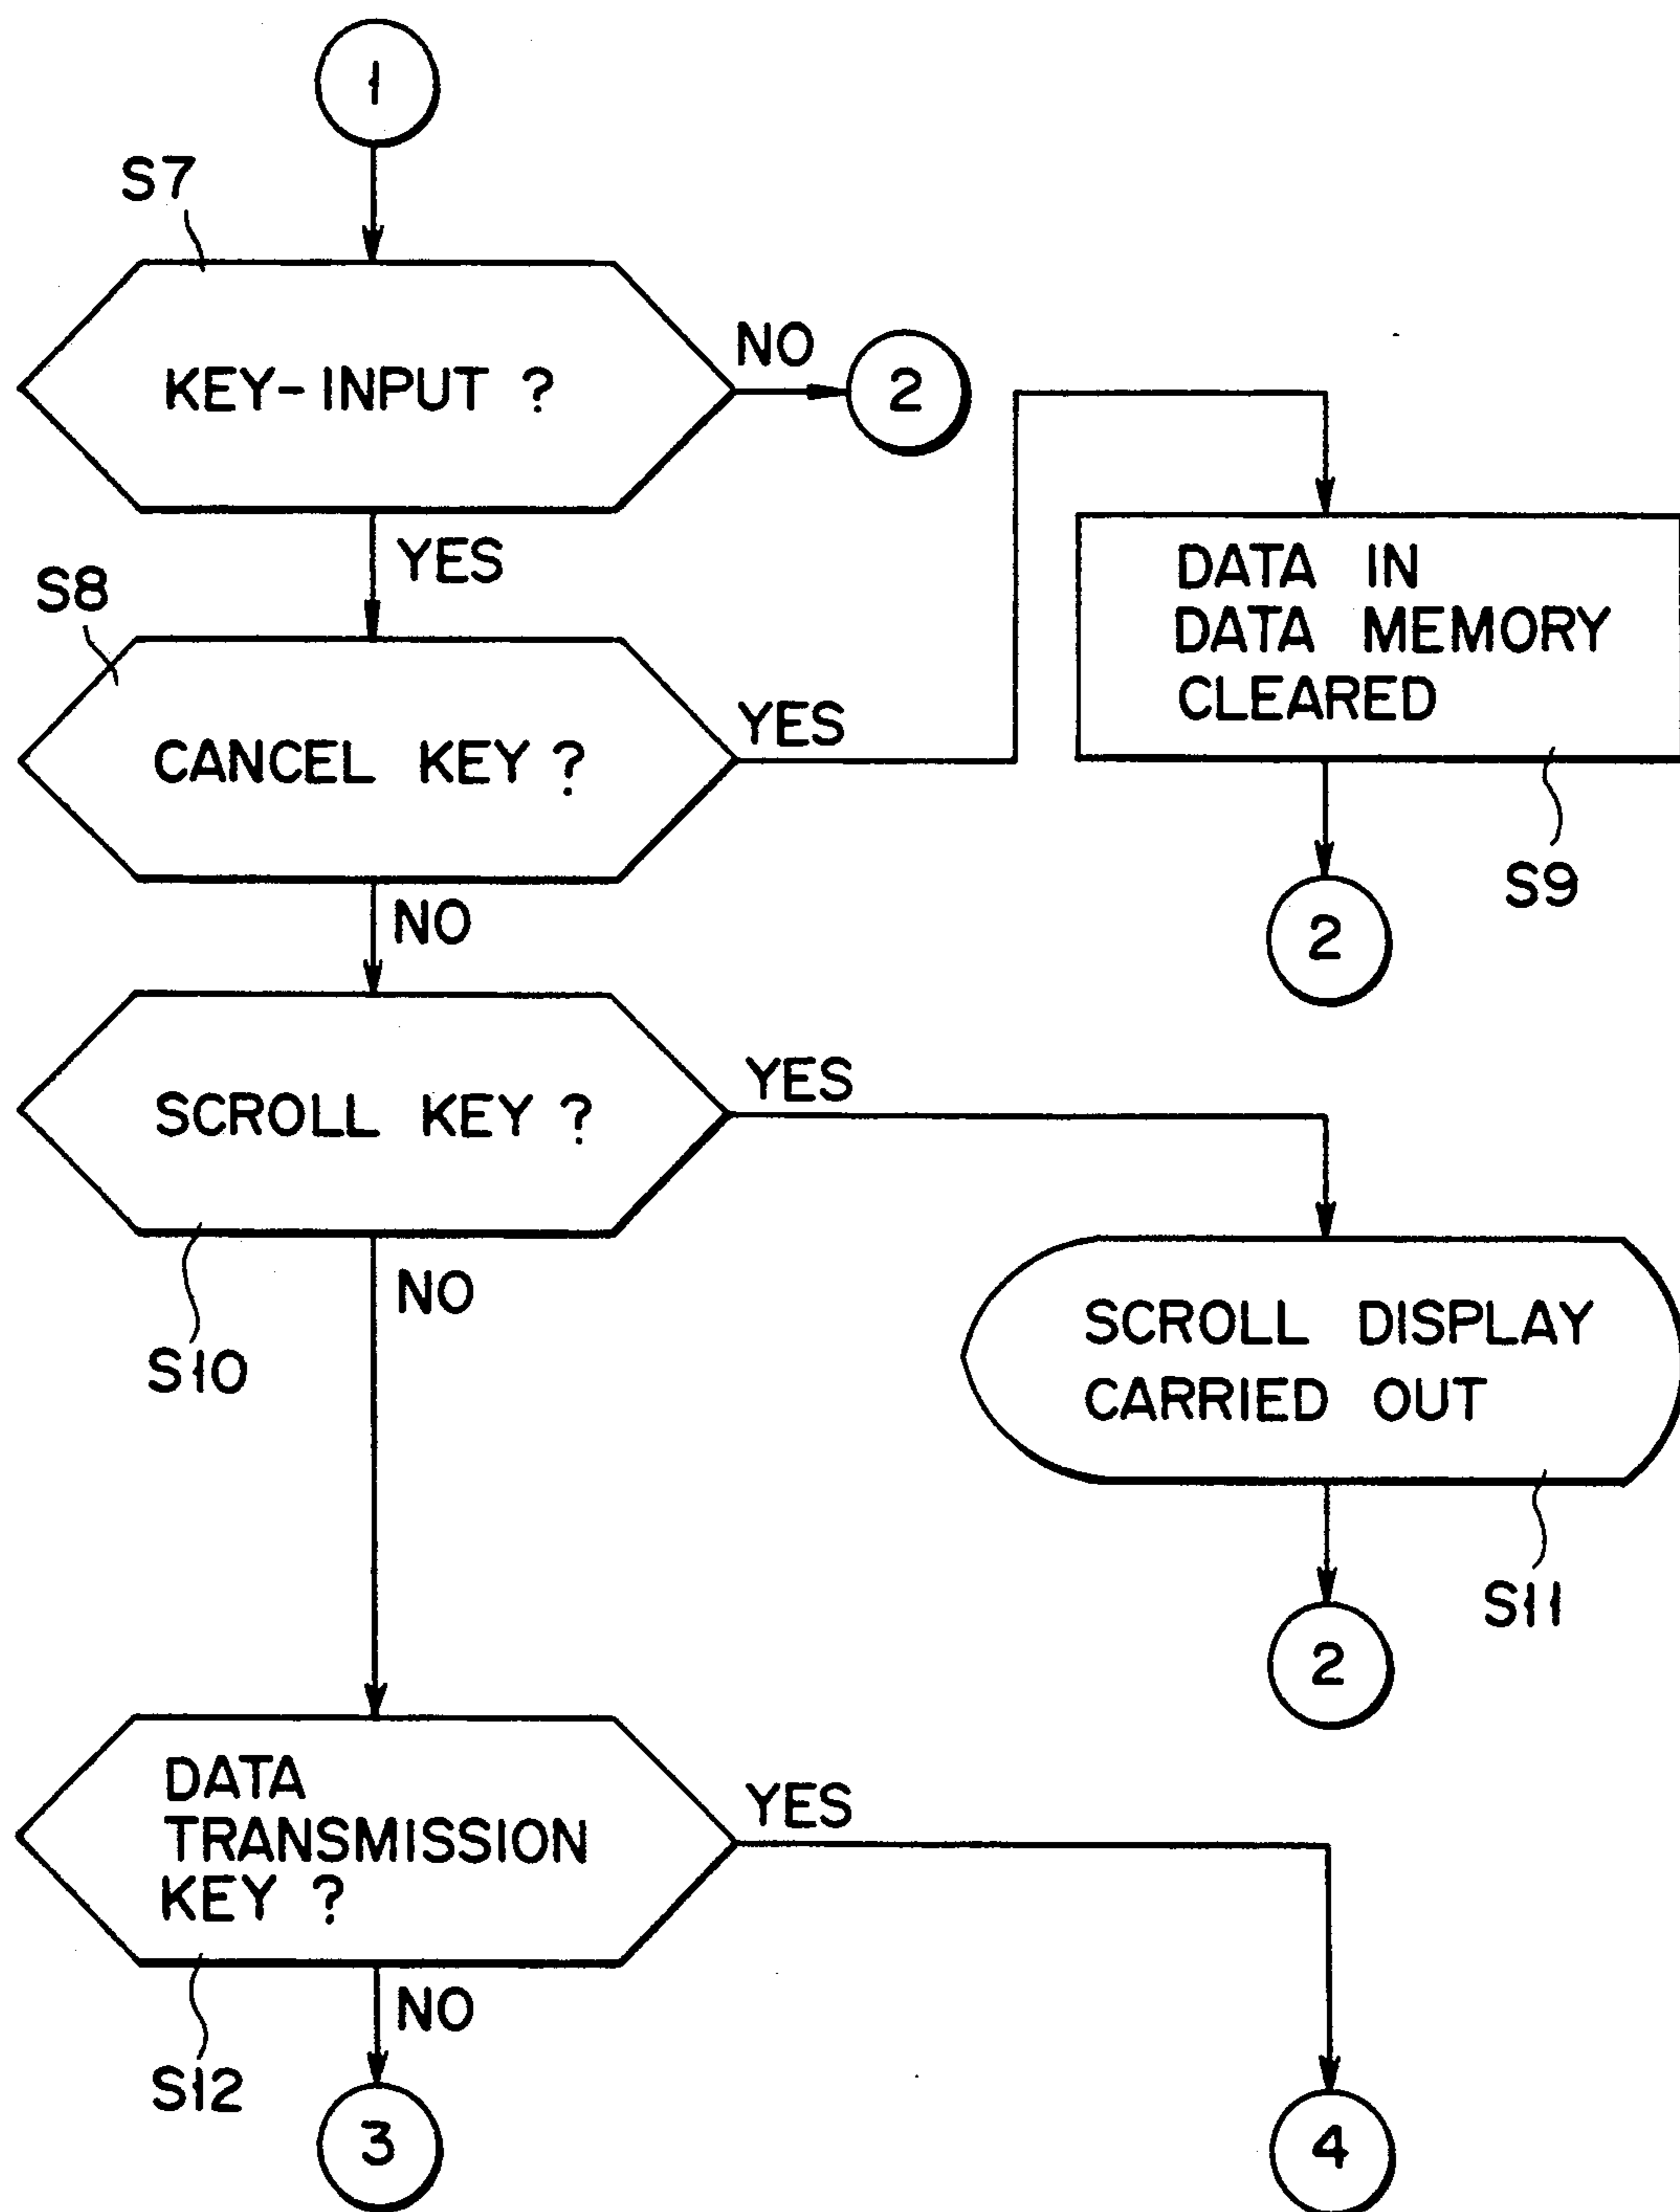 1
S7
KEY-INPUT ?
NO
2
YES
S8
CANCEL KEY ?
YES
DATA IN
DATA MEMORY
CLEARED
S9
2
NO
SCROLL KEY ?
YES
S10
NO
SCROLL DISPLAY
CARRIED OUT
S11
2
DATA
TRANSMISSION
KEY ?
YES
S12
NO
3
4